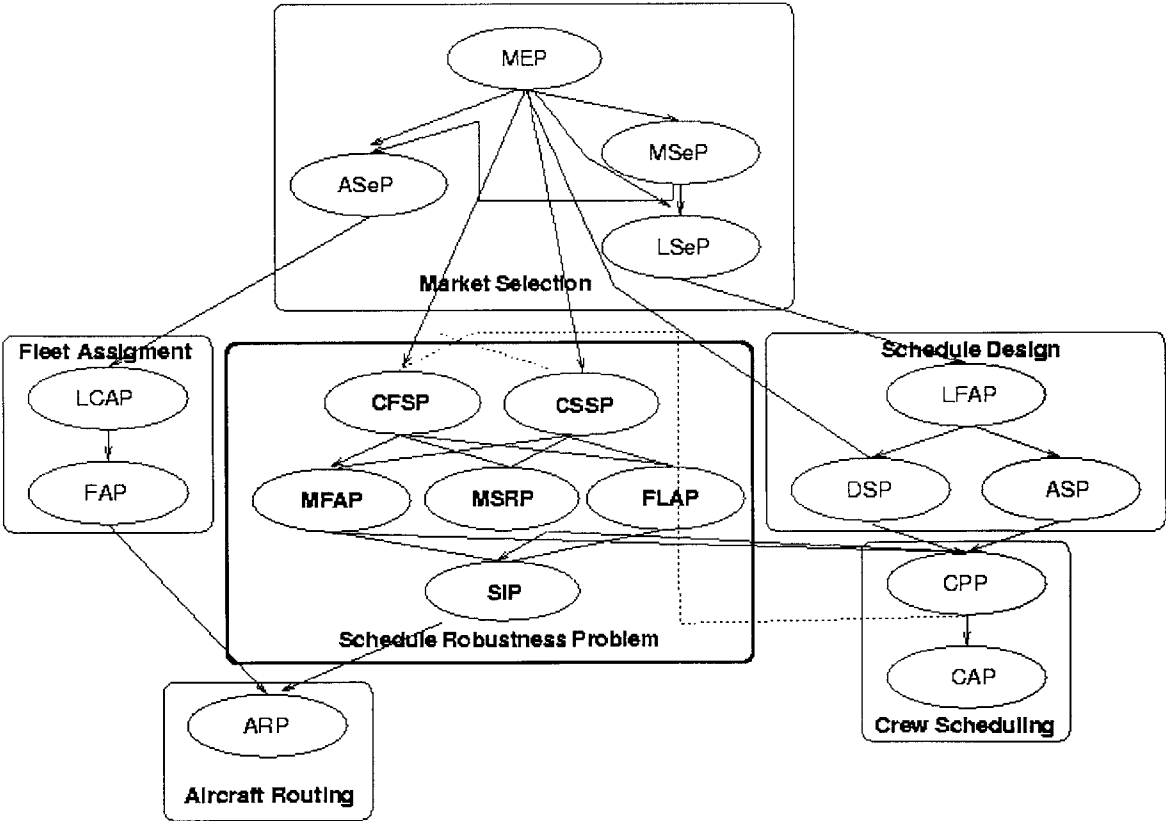 MEP
MSeP
ASeP
LSeP
Market Selection
Fleet Assigment
Schedule Design
LCAP
CFSP
CSSP
LFAP
FAP
MFAP
MSRP
FLAP
DSP
ASP
SIP
CPP
Schedule Robustness Problem
CAP
ARP
Crew Scheduling
Aircraft Routing